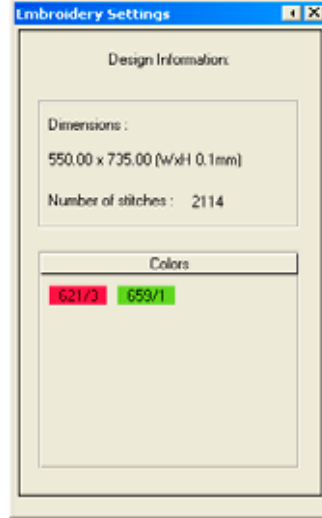 Embroidery Settings
Design Information:
Dimensions :
550.00 x 735.00 (WxH 0.1mm)
Number of stitches : 2114
Colors
621/3 659/1